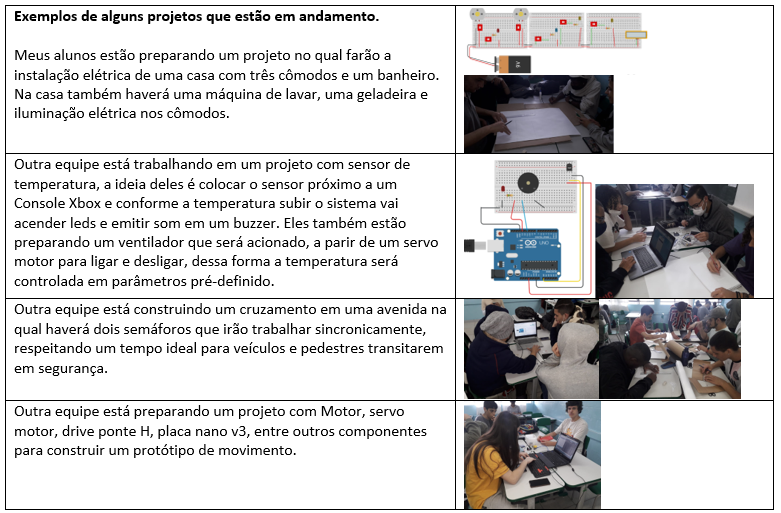 Exemplos de alguns projetos que estão em andamento.
Meus alunos estão preparando um projeto no qual farão a
instalação elétrica de uma casa com três cômodos e um banheiro.
Na casa também haverá uma máquina de lavar, uma geladeira e
iluminação elétrica nos cômodos.
Outra equipe está trabalhando em um projeto com sensor de
temperatura, a ideia deles é colocar o sensor próximo a um
Console Xbox e conforme a temperatura subir o sistema vai
acender leds e emitir som em um buzzer. Eles também estão
preparando um ventilador que será acionado, a parir de um servo
motor para ligar e desligar, dessa forma a temperatura será
controlada em parâmetros pré-definido.
Outra equipe está construindo um cruzamento em uma avenida na
qual haverá dois semáforos que irão trabalhar sincronicamente,
respeitando um tempo ideal para veículos e pedestres transitarem
em segurança.
Outra equipe está preparando um projeto com Motor, servo
motor, drive ponte H, placa nano v3, entre outros componentes
para construir um protótipo de movimento.